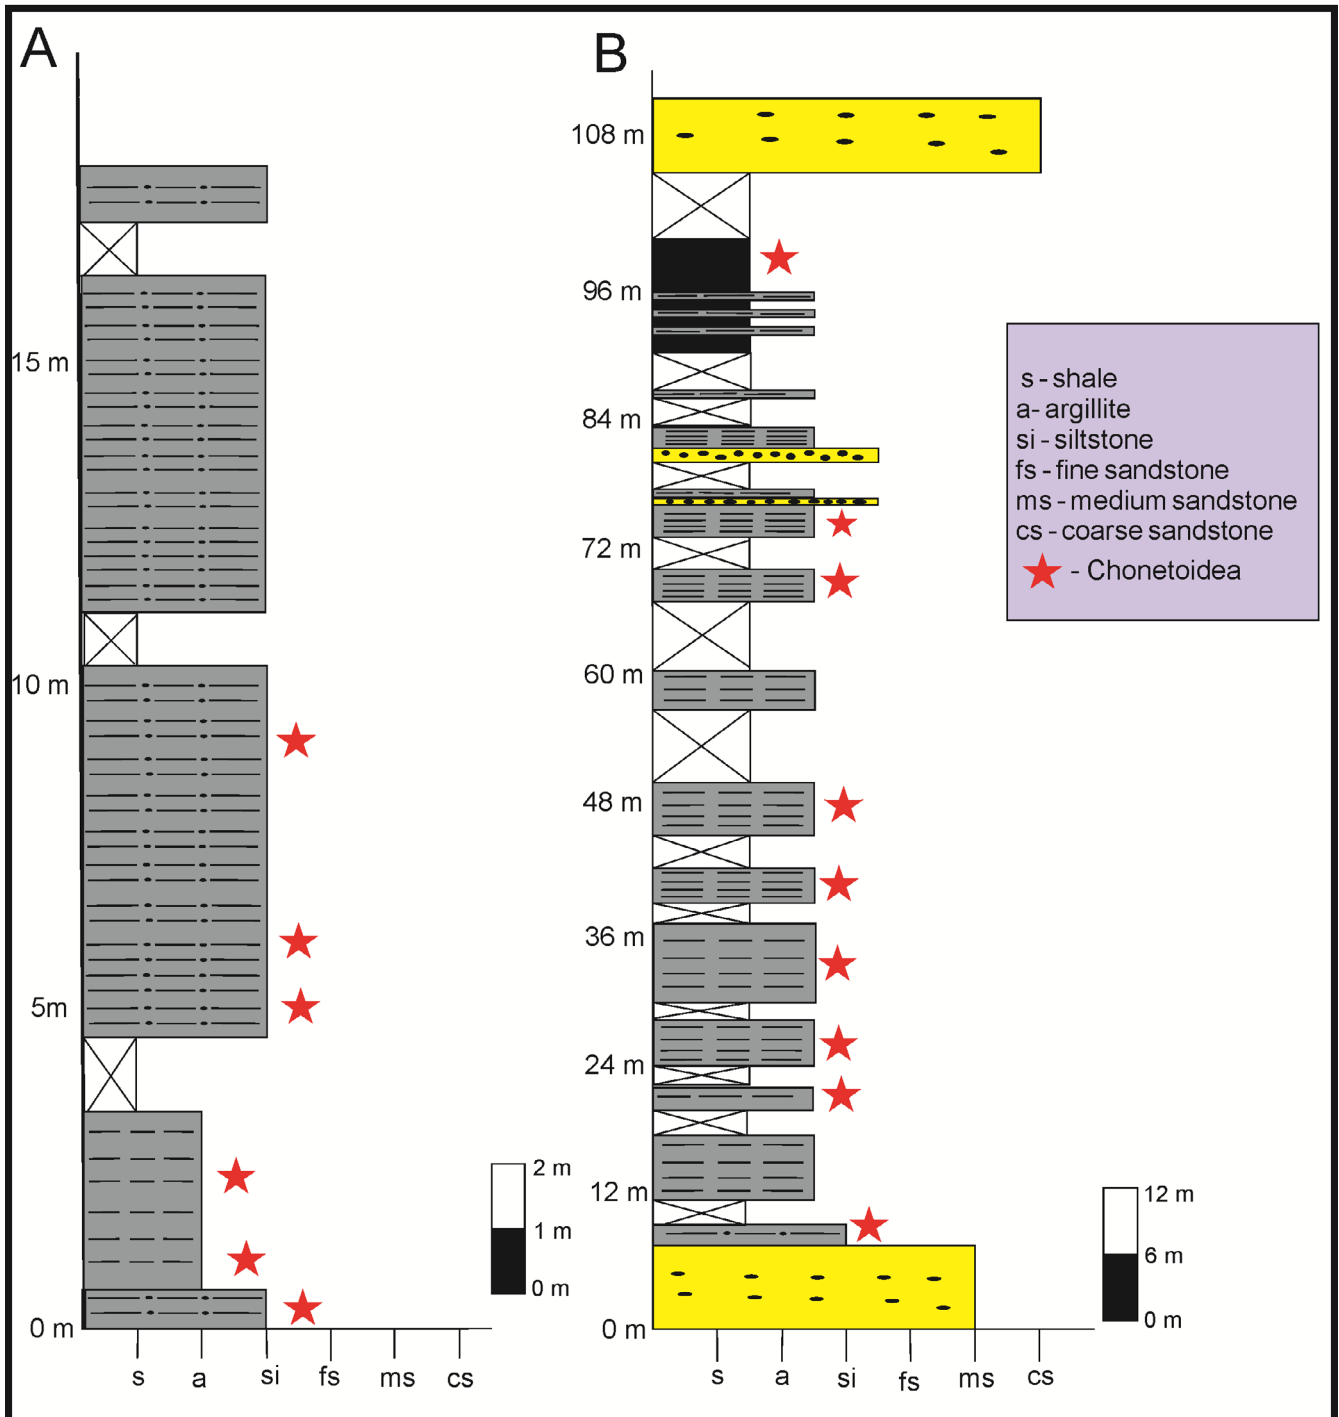 A
B
15 m
10 m
5m
0 m
2 m
1 m
0 m
s a si fs ms cs
108 m
96 m
84 m
72 m
60 m
48 m
36 m
24 m
12 m
0 m
12 m
6 m
0 m
s a si fs ms cs
s - shale
a- argillite
si - siltstone
fs - fine sandstone
ms - medium sandstone
cs - coarse sandstone
- Chonetoidea